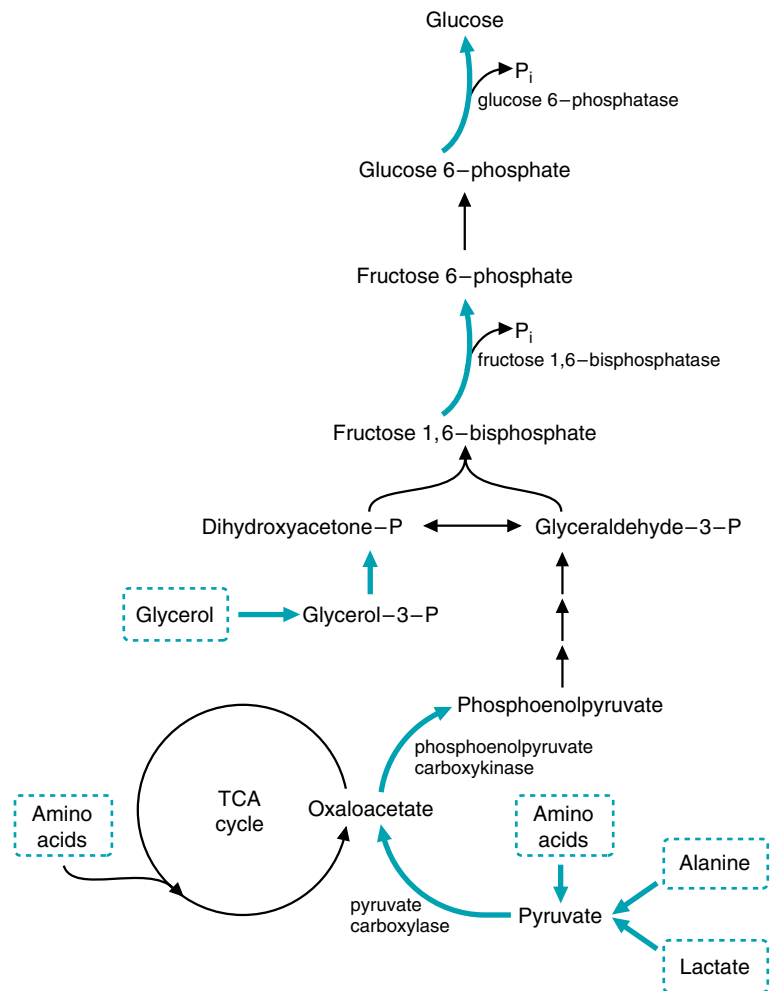 Glucose
Pi
glucose 6–phosphatase
Glucose 6–phosphate
Fructose 6–phosphate
Pi
fructose 1,6–bisphosphatase
Fructose 1,6–bisphosphate
Dihydroxyacetone–P
Glyceraldehyde–3–P
Glycerol
Glycerol–3–P
Phosphoenolpyruvate
phosphoenolpyruvate
carboxykinase
TCA
cycle
Oxaloacetate
Amino
acids
Amino
acids
Alanine
pyruvate
carboxylase
Pyruvate
Lactate